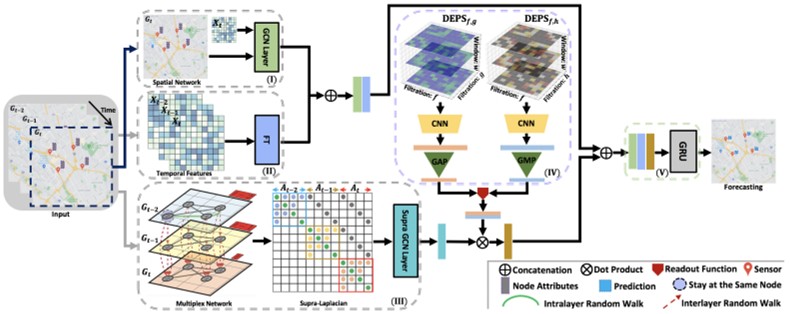 G_t
X_t
GCN Layer
Spatial Network
(I)
DEPS_{f,g}
DEPS_{f,h}
Window: w
Window: w
Filtration: f
Filtration: g
Filtration: f
Filtration: h
G_{t-2}
G_{t-1}
G_t
Time
Input
X_{t-2}
X_{t-1}
X_t
FT
Temporal Features
(II)
CNN
CNN
GAP
GMP
(IV)
(V)
GRU
Forecasting
G_{t-2}
G_{t-1}
G_t
Multiplex Network
A_{t-2}
A_{t-1}
A_t
Supra-Laplacian
Supra GCN Layer
(III)
Concatenation
Dot Product
Readout Function
Sensor
Node Attributes
Prediction
Stay at the Same Node
Intralayer Random Walk
Interlayer Random Walk